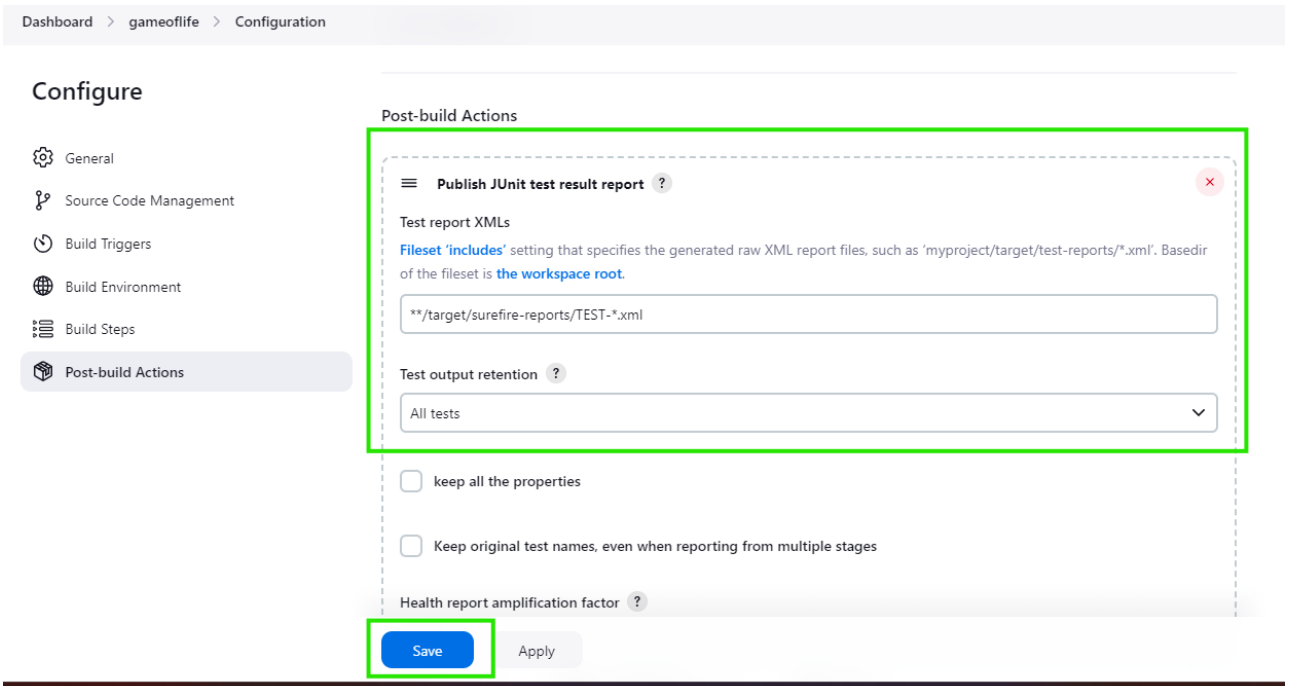 Dashboard > gameoflife > Configuration
Configure
General
Source Code Management
Build Triggers
Build Environment
Build Steps
Post-build Actions
Post-build Actions
Publish JUnit test result report ?
Test report XMLs
Fileset ‘includes’ setting that specifies the generated raw XML report files, such as ‘myproject/target/test-reports/*.xml’. Basedir
of the fileset is the workspace root.
**/target/surefire-reports/TEST-*.xml
Test output retention ?
All tests
keep all the properties
Keep original test names, even when reporting from multiple stages
Health report amplification factor ?
Save
Apply